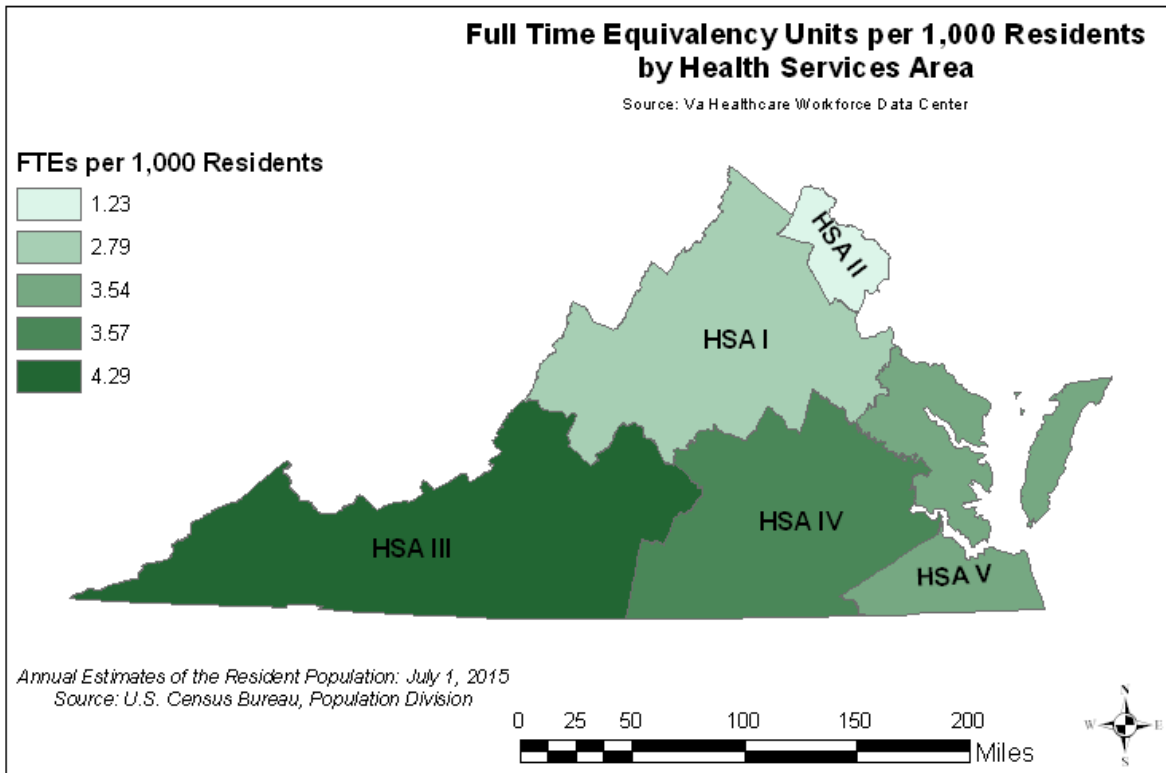 Full Time Equivalency Units per 1,000 Residents
by Health Services Area
Source: Va Healthcare Workforce Data Center
FTEs per 1,000 Residents
1.23
2.79
3.54
3.57
4.29
HSA II
HSA I
HSA III
HSA IV
HSA V
Annual Estimates of the Resident Population: July 1, 2015
Source: U.S. Census Bureau, Population Division
0 25 50 100 150 200
Miles
N
W E
S